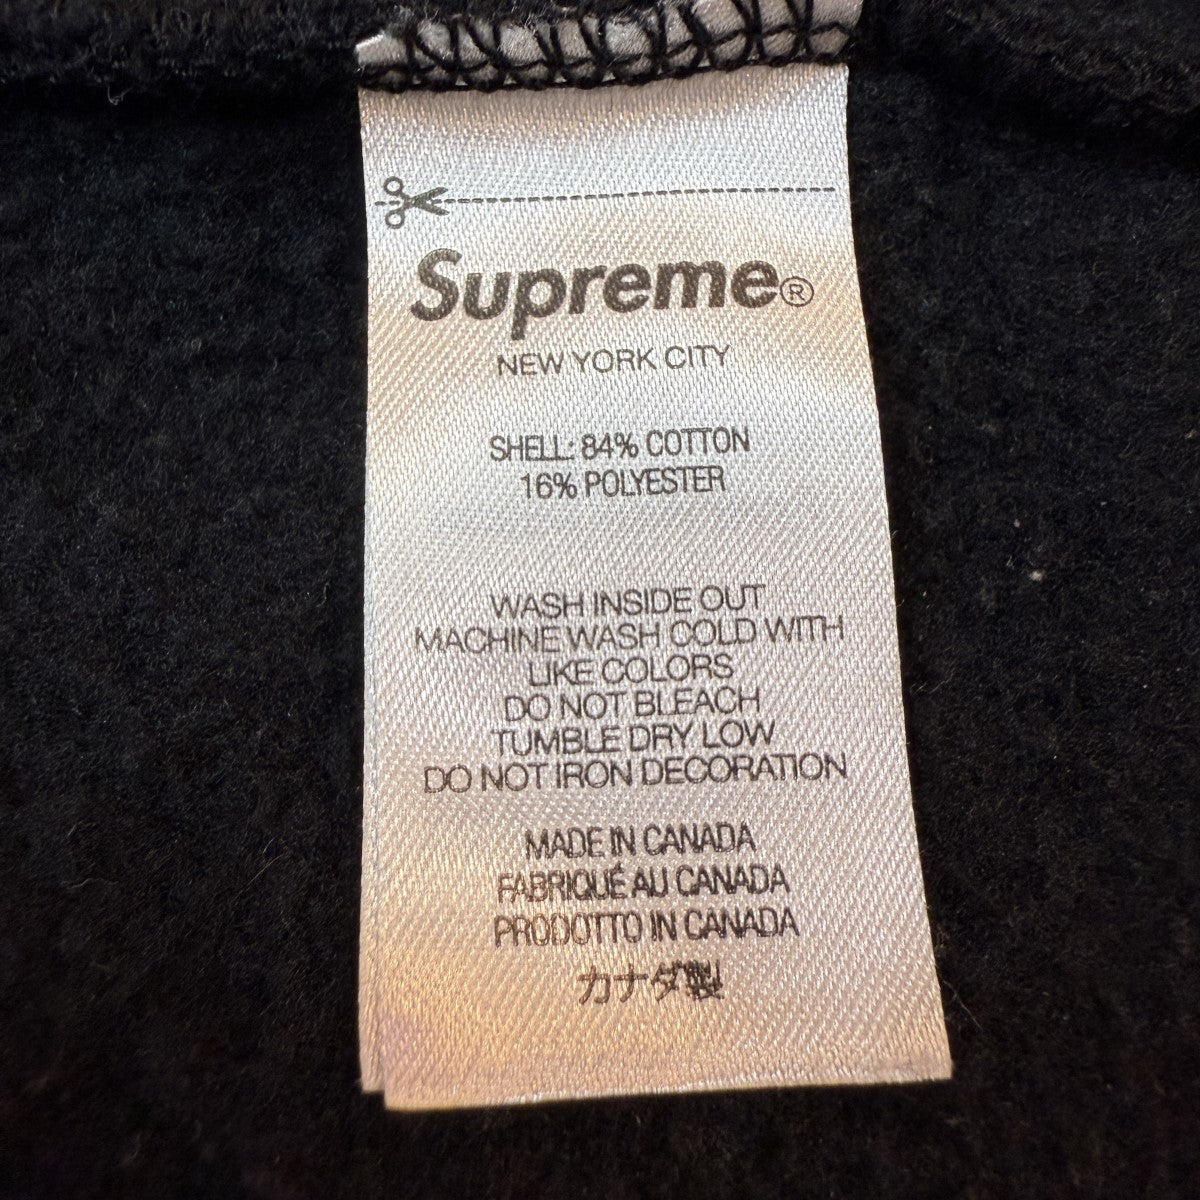 Supreme®
NEW YORK CITY
SHELL: 84% COTTON
16% POLYESTER
WASH INSIDE OUT
MACHINE WASH COLD WITH
LIKE COLORS
DO NOT BLEACH
TUMBLE DRY LOW
DO NOT IRON DECORATION
MADE IN CANADA
FABRIQUÉ AU CANADA
PRODOTTO IN CANADA
カナダ製